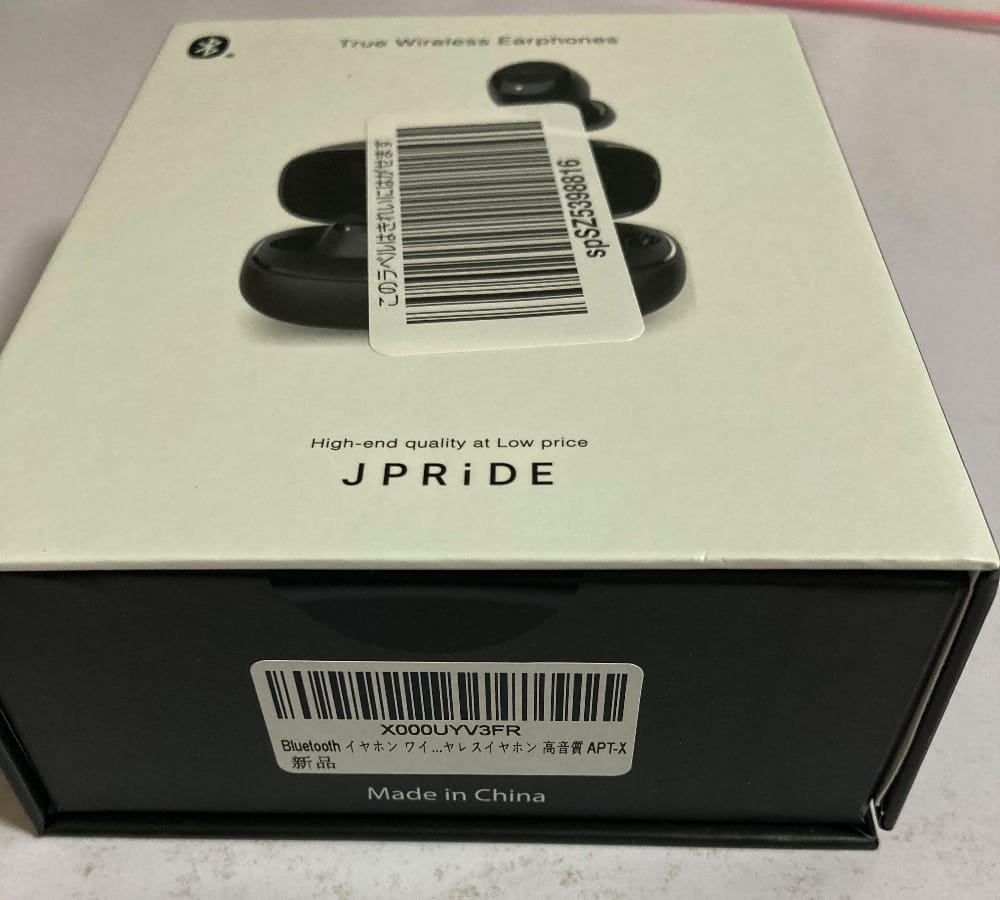 True Wireless Earphones
このラベルはきれいにはがせます
spSZ5398816
High-end quality at Low price
JPRiDE
X000UYV3FR
Bluetooth イヤホン ワイ...ヤレスイヤホン 高音質 APT-X
新品
Made in China